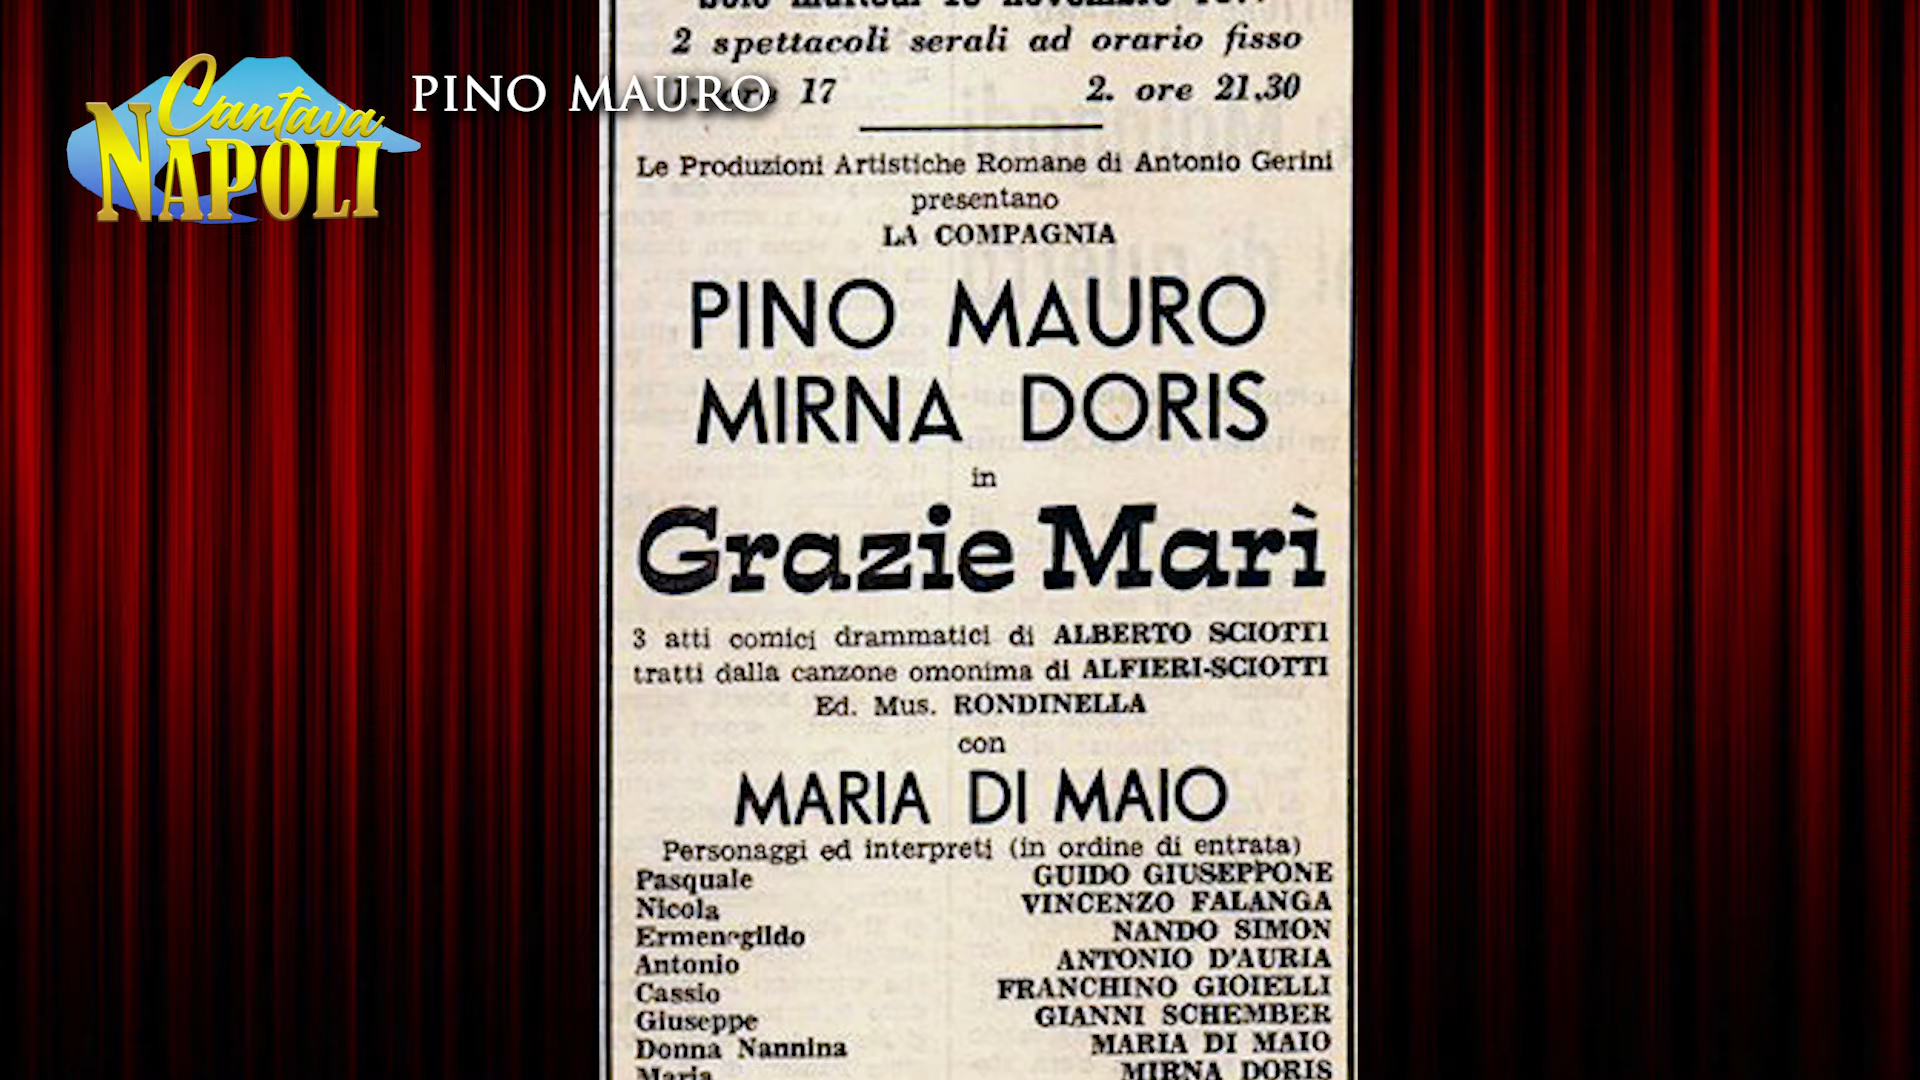 Cantava
NAPOLI
PINO MAURO
2 spettacoli serali ad orario fisso
17
2. ore 21,30
Le Produzioni Artistiche Romane di Antonio Gerini
presentano
LA COMPAGNIA
PINO MAURO
MIRNA DORIS
in
Grazie Marì
3 atti comici drammatici di ALBERTO SCIOTTI
tratti dalla canzone omonima di ALFIERI-SCIOTTI
Ed. Mus. RONDINELLA
con
MARIA DI MAIO
Personaggi ed interpreti (in ordine di entrata)
Pasquale GUIDO GIUSEPPONE
Nicola VINCENZO FALANGA
Ermenegildo NANDO SIMON
Antonio ANTONIO D'AURIA
Cassio FRANCHINO GIOIELLI
Giuseppe GIANNI SCHEMBER
Donna Nannina MARIA DI MAIO
Maria MIRNA DORIS